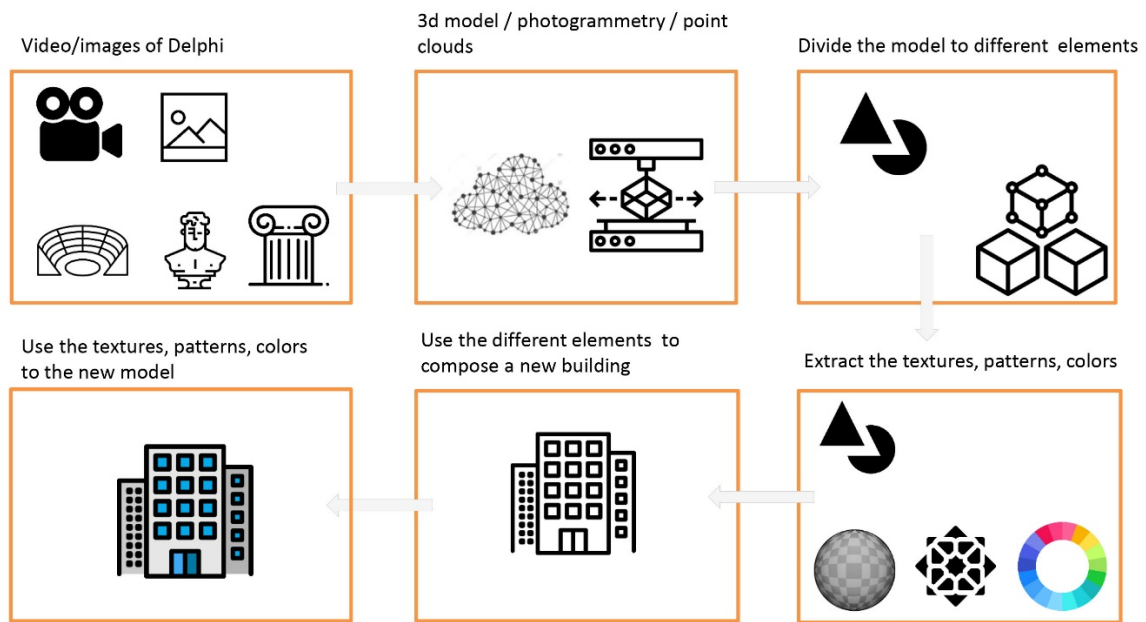 Video/images of Delphi
3d model / photogrammetry / point
clouds
Divide the model to different elements
Extract the textures, patterns, colors
Use the different elements to
compose a new building
Use the textures, patterns, colors
to the new model